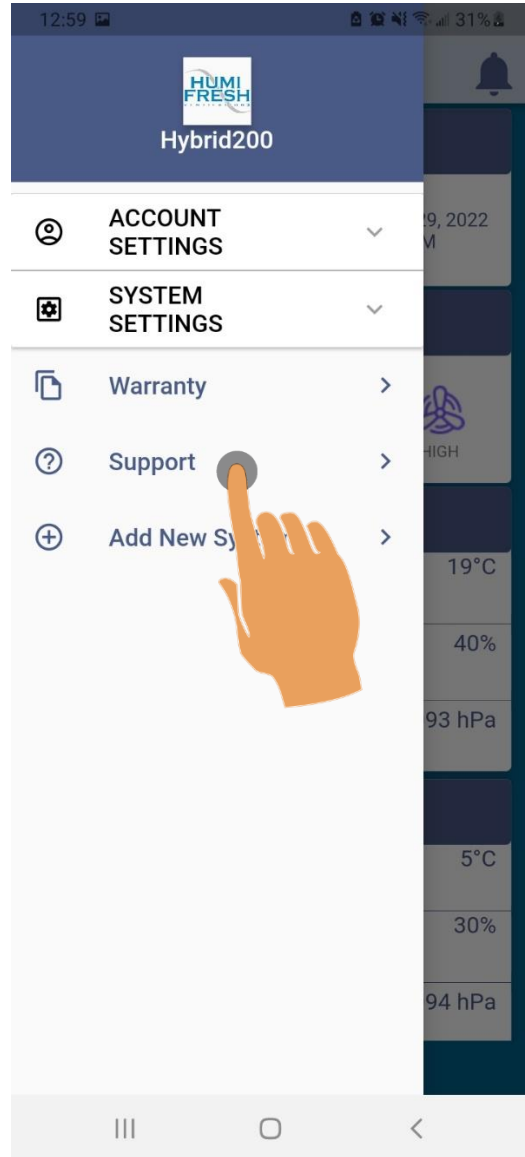 12:59
31%
HUMI
FRESH
Hybrid200
ACCOUNT
SETTINGS
29, 2022
M
SYSTEM
SETTINGS
Warranty
HIGH
Support
Add New
19°C
40%
93 hPa
5°C
30%
94 hPa